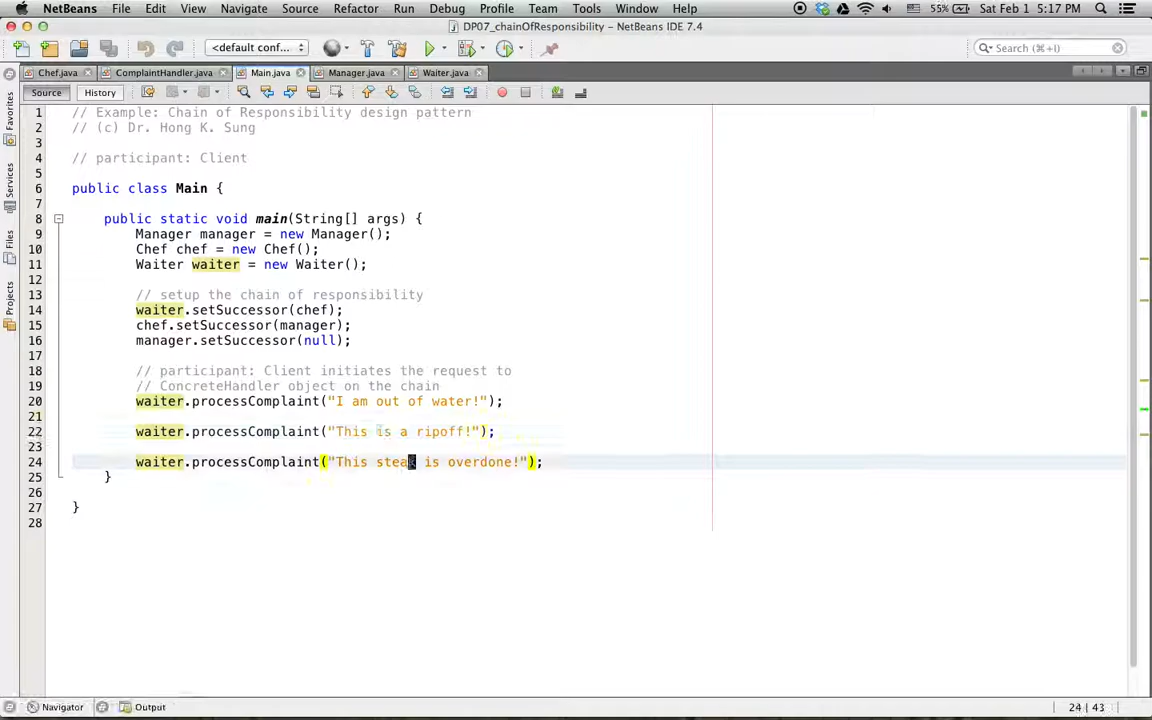 NetBeans File Edit View Navigate Source Refactor Run Debug Profile Team Tools Window Help 55% Sat Feb 1 5:17 PM
DP07_chainOfResponsibility - NetBeans IDE 7.4
<default conf... Search (⌘+I)
Chef.java ComplaintHandler.java Main.java Manager.java Waiter.java
Source History
Favorites
Services
Files
Projects
1 // Example: Chain of Responsibility design pattern
2 // (c) Dr. Hong K. Sung
3
4 // participant: Client
5
6 public class Main {
7
8 public static void main(String[] args) {
9 Manager manager = new Manager();
10 Chef chef = new Chef();
11 Waiter waiter = new Waiter();
12
13 // setup the chain of responsibility
14 waiter.setSuccessor(chef);
15 chef.setSuccessor(manager);
16 manager.setSuccessor(null);
17
18 // participant: Client initiates the request to
19 // ConcreteHandler object on the chain
20 waiter.processComplaint("I am out of water!");
21
22 waiter.processComplaint("This is a ripoff!");
23
24 waiter.processComplaint("This steak is overdone!");
25 }
26
27 }
28
Navigator Output 24 | 43